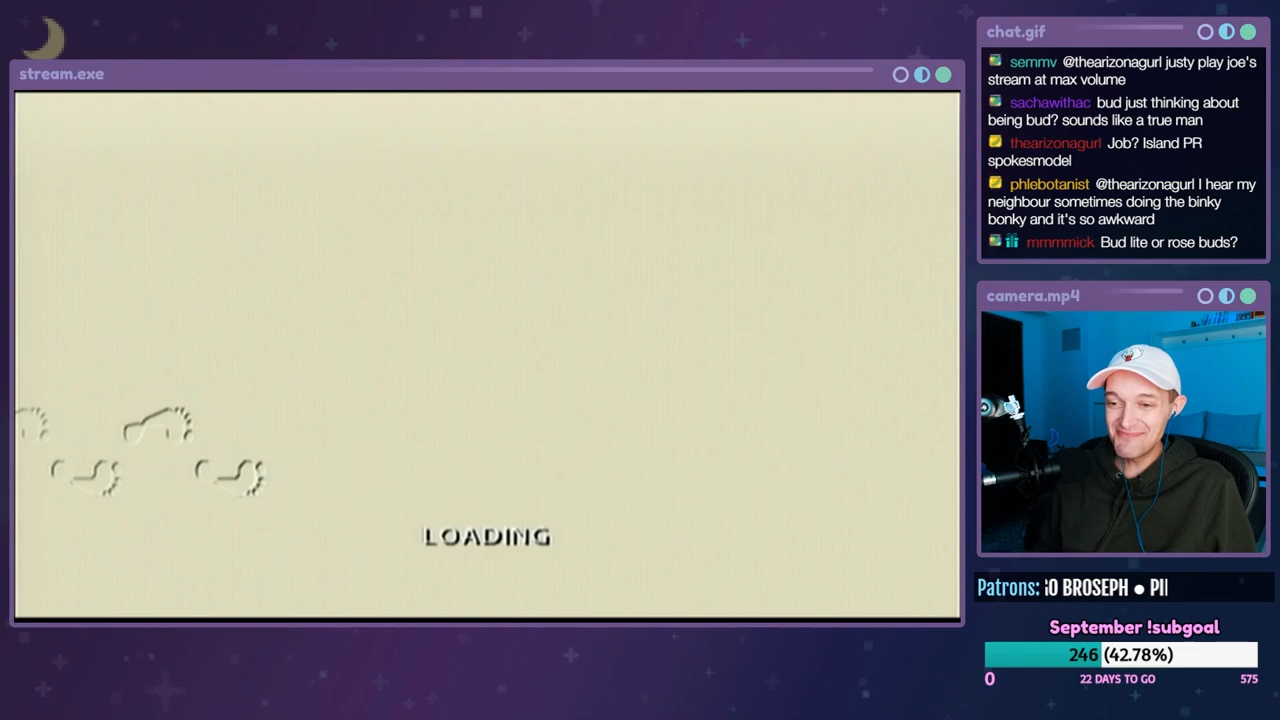 stream.exe
LOADING
chat.gif
semmv @thearizonagurl justy play joe's
stream at max volume
sachawithac bud just thinking about
being bud? sounds like a true man
thearizonagurl Job? Island PR
spokesmodel
phlebotanist @thearizonagurl I hear my
neighbour sometimes doing the binky
bonky and it's so awkward
mmmmick Bud lite or rose buds?
camera.mp4
Patrons: GO BROSEPH ● PII
September !subgoal
246 (42.78%)
0 22 DAYS TO GO 575